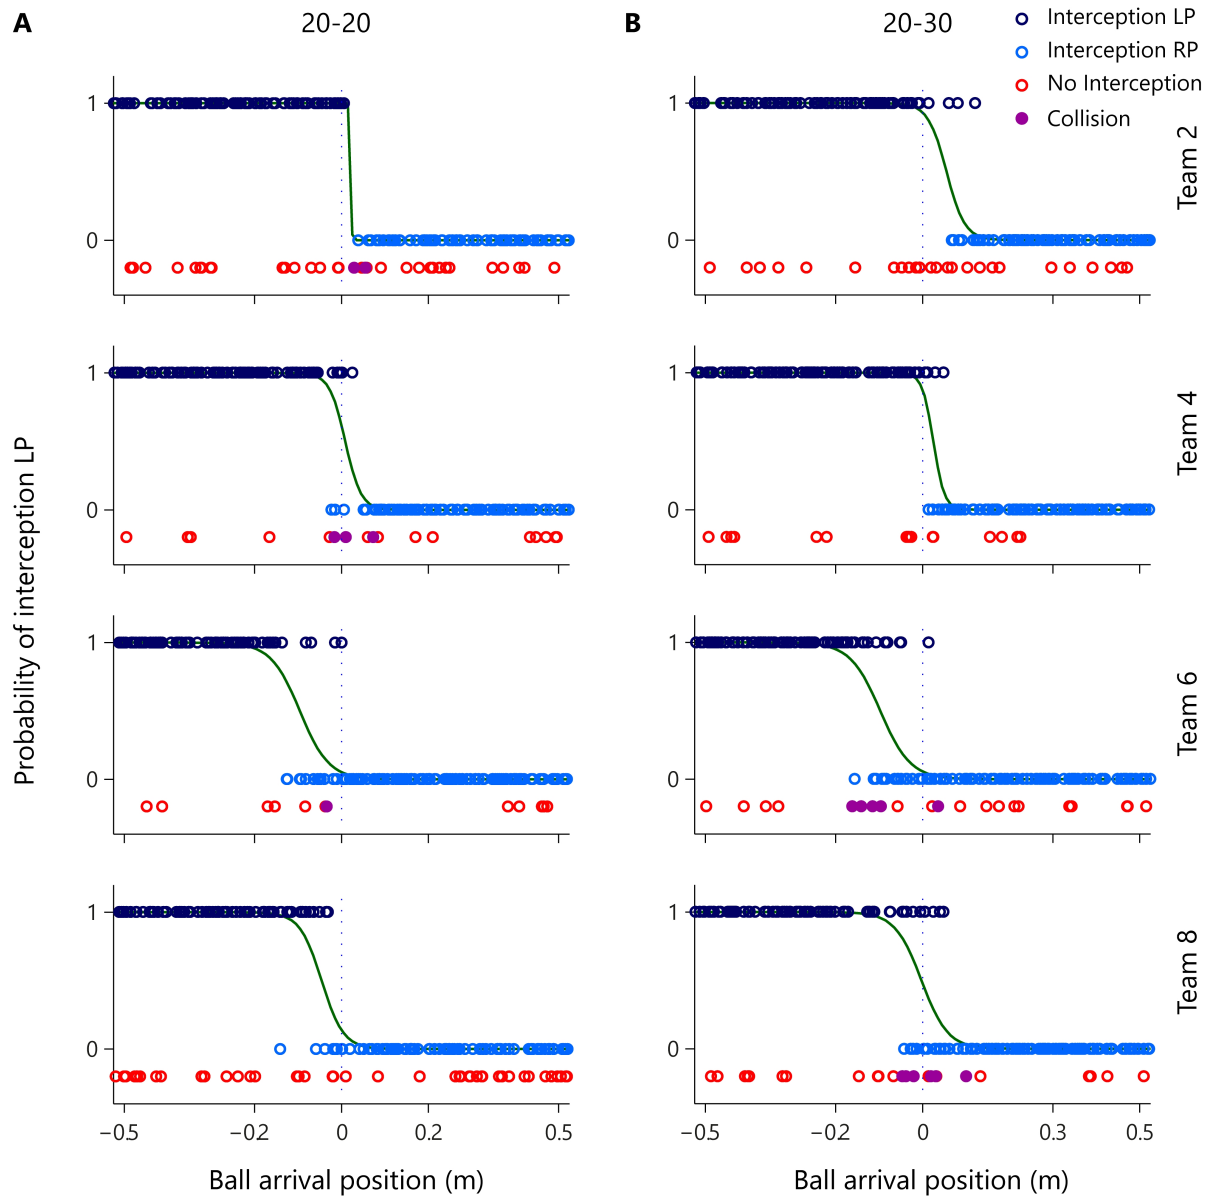 A
20-20
B
20-30
Interception LP
Interception RP
No Interception
Collision
1
0
1
0
Team 2
1
0
1
0
Team 4
Probability of interception LP
1
0
1
0
Team 6
1
0
1
0
Team 8
−0.5
−0.2
0
0.2
0.5
−0.5
−0.2
0
0.3
0.5
Ball arrival position (m)
Ball arrival position (m)